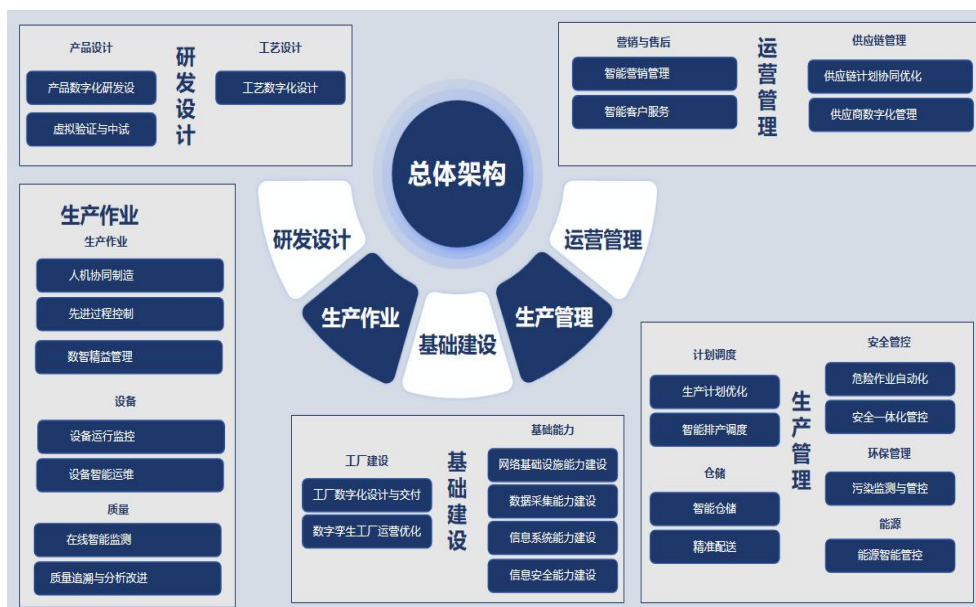 产品设计
工艺设计
研发设计
产品数字化研发设
工艺数字化设计
虚拟验证与中试
营销与售后
供应链管理
运营管理
智能营销管理
供应链计划协同优化
智能客户服务
供应商数字化管理
总体架构
研发设计
生产作业
基础建设
生产管理
运营管理
生产作业
生产作业
人机协同制造
先进过程控制
数智精益管理
设备
设备运行监控
设备智能运维
质量
在线智能监测
质量追溯与分析改进
工厂建设
工厂数字化设计与交付
数字孪生工厂运营优化
基础建设
基础能力
网络基础设施能力建设
数据采集能力建设
信息系统能力建设
信息安全能力建设
计划调度
生产计划优化
智能排产调度
仓储
智能仓储
精准配送
生产管理
安全管控
危险作业自动化
安全一体化管控
环保管理
污染监测与管控
能源
能源智能管控